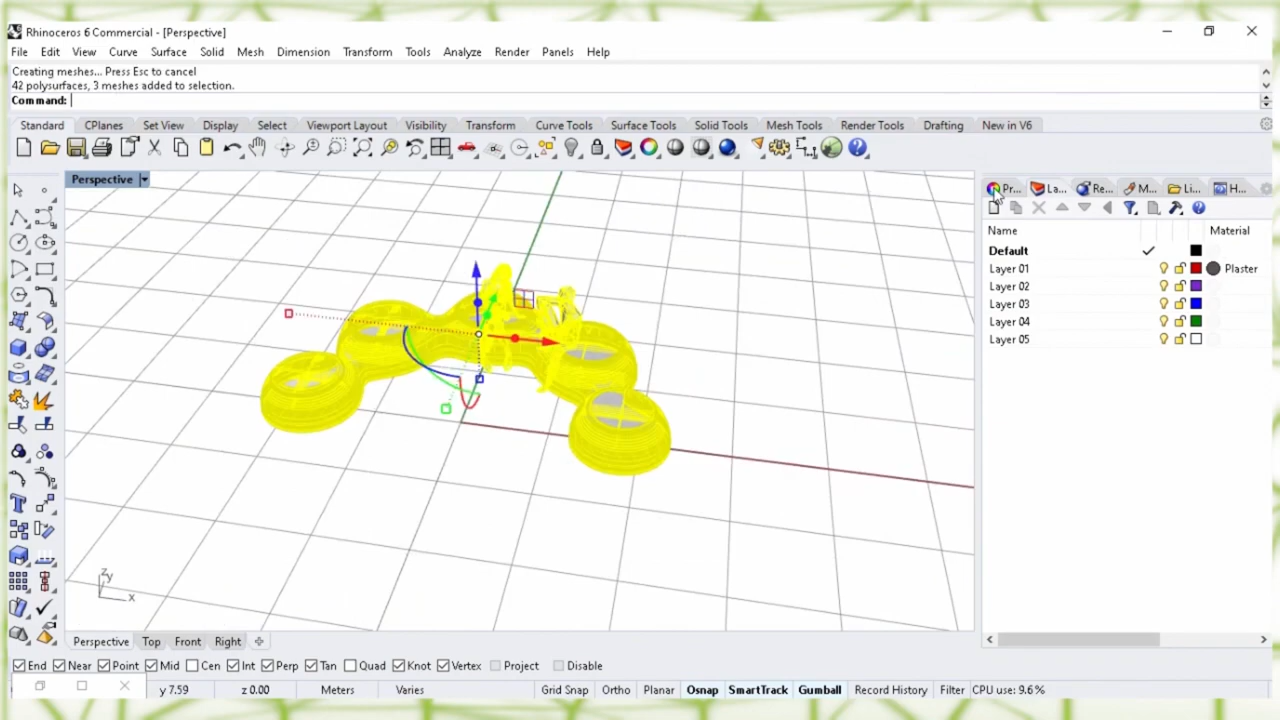 Rhinoceros 6 Commercial - [Perspective]
File Edit View Curve Surface Solid Mesh Dimension Transform Tools Analyze Render Panels Help
Creating meshes... Press Esc to cancel
42 polysurfaces, 3 meshes added to selection.
Command:
Standard CPlanes Set View Display Select Viewport Layout Visibility Transform Curve Tools Surface Tools Solid Tools Mesh Tools Render Tools Drafting New in V6
Perspective
Pr... La... Re... M... Li... H...
Name Material
Default
Layer 01 Plaster
Layer 02
Layer 03
Layer 04
Layer 05
z y
x
Perspective Top Front Right
End Near Point Mid Cen Int Perp Tan Quad Knot Vertex Project Disable
y 7.59 z 0.00 Meters Varies Grid Snap Ortho Planar Osnap SmartTrack Gumball Record History Filter CPU use: 9.6 %